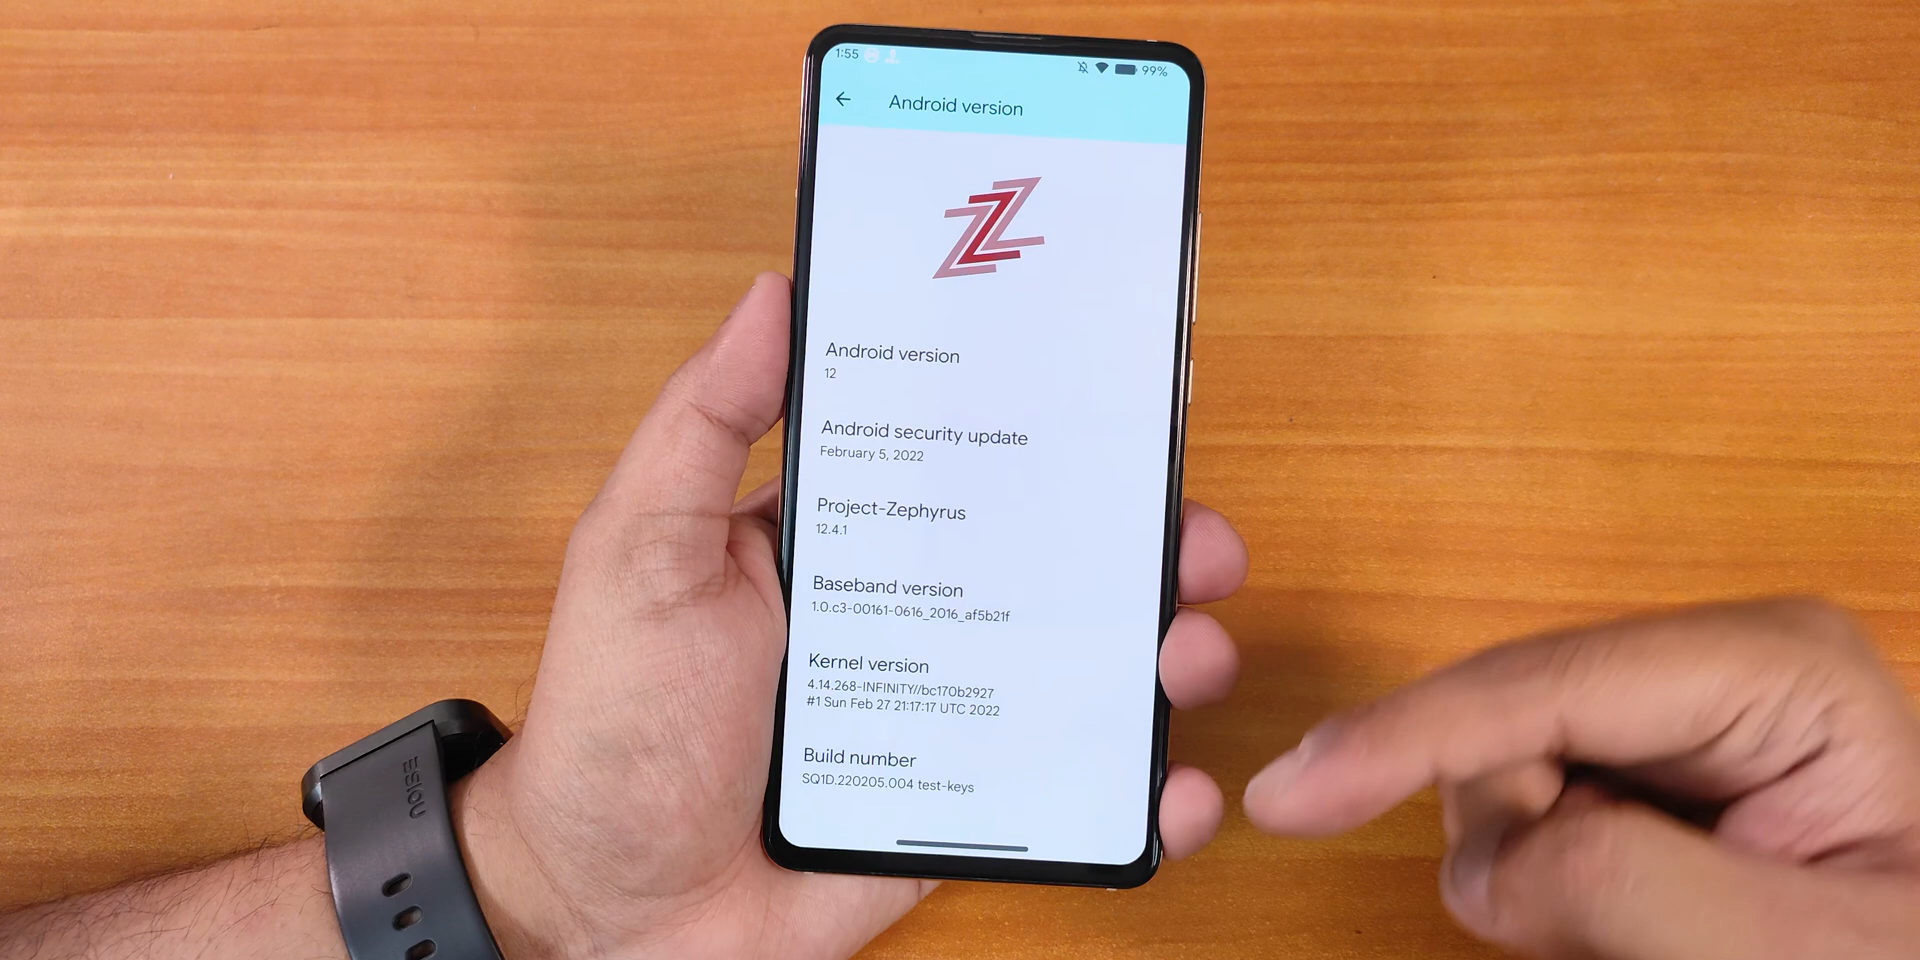 1:55
99%
Android version
Android version
12
Android security update
February 5, 2022
Project-Zephyrus
12.4.1
Baseband version
1.0.c3-00161-0616_2016_af5b21f
Kernel version
4.14.268-INFINITY//bc170b2927
#1 Sun Feb 27 21:17:17 UTC 2022
Build number
SQ1D.220205.004 test-keys
NOISE